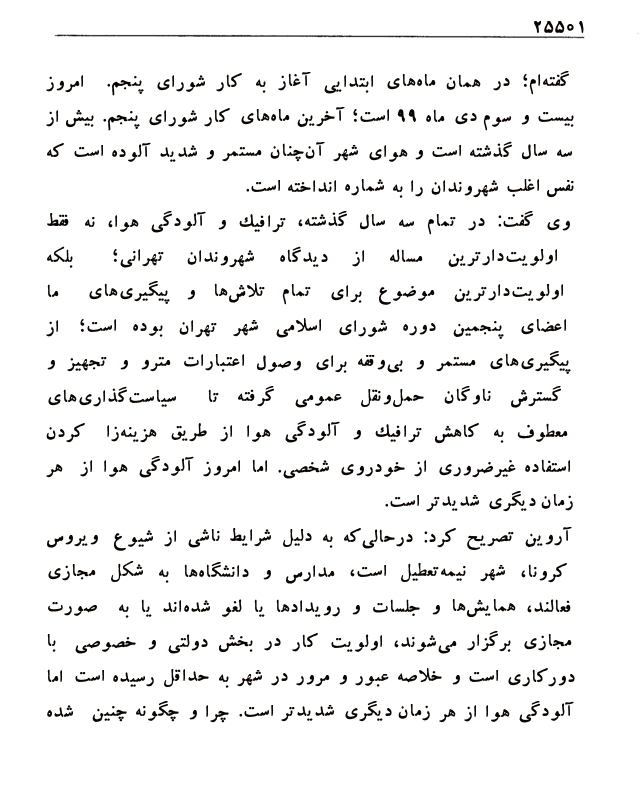 ۲۵۵۰۱
گفته‌ام؛ در همان ماه‌های ابتدایی آغاز به کار شورای پنجم. امروز
بیست و سوم دی ماه ۹۹ است؛ آخرین ماه‌های کار شورای پنجم. بیش از
سه سال گذشته است و هوای شهر آن‌چنان مستمر و شدید آلوده است که
نفس اغلب شهروندان را به شماره انداخته است.
وی گفت: در تمام سه سال گذشته، ترافیك و آلودگی هوا، نه فقط
اولویت‌دارترین مساله از دیدگاه شهروندان تهرانی؛ بلکه
اولویت‌دارترین موضوع برای تمام تلاش‌ها و پیگیری‌های ما
اعضای پنجمین دوره شورای اسلامی شهر تهران بوده است؛ از
پیگیری‌های مستمر و بی‌وقفه برای وصول اعتبارات مترو و تجهیز و
گسترش ناوگان حمل‌ونقل عمومی گرفته تا سیاست‌گذاری‌های
معطوف به کاهش ترافیك و آلودگی هوا از طریق هزینه‌زا کردن
استفاده غیرضروری از خودروی شخصی. اما امروز آلودگی هوا از هر
زمان دیگری شدیدتر است.
آروین تصریح کرد: درحالی‌که به دلیل شرایط ناشی از شیوع ویروس
کرونا، شهر نیمه‌تعطیل است، مدارس و دانشگاه‌ها به شکل مجازی
فعالند، همایش‌ها و جلسات و رویدادها یا لغو شده‌اند یا به صورت
مجازی برگزار می‌شوند، اولویت کار در بخش دولتی و خصوصی با
دورکاری است و خلاصه عبور و مرور در شهر به حداقل رسیده است اما
آلودگی هوا از هر زمان دیگری شدیدتر است. چرا و چگونه چنین شده